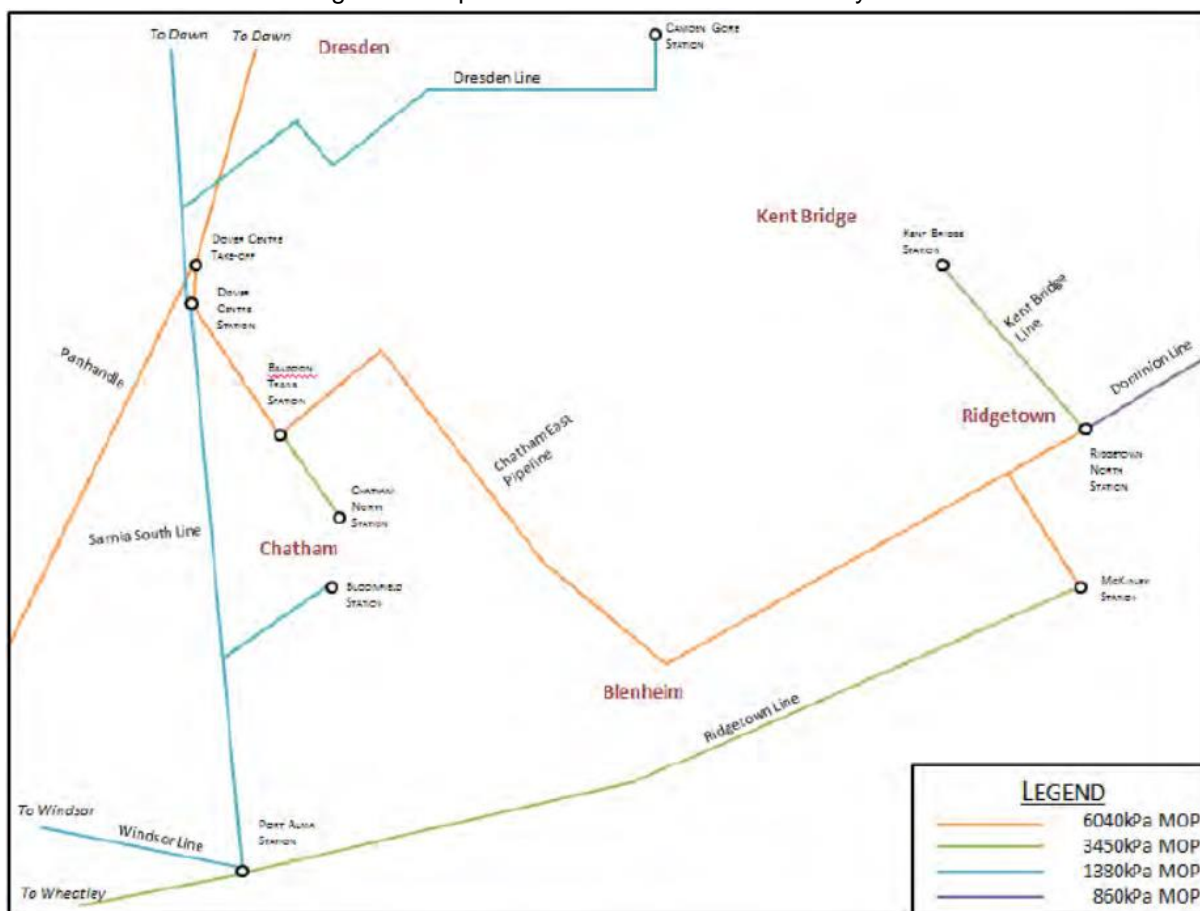 To Dawn
To Dawn
Dresden
CAMDEN GORE
STATION
Dresden Line
Kent Bridge
KENT BRIDGE
STATION
DOVER CENTRE
TAKE-OFF
DOVER
CENTRE
STATION
Kent Bridge
Line
Dominion Line
Panhandle
STATION
Ridgetown
Chatham East
Pipeline
RIDGETOWN
NORTH
STATION
CHATHAM
NORTH
STATION
Sarnia South Line
Chatham
BLOOMFIELD
STATION
STATION
Blenheim
Ridgetown Line
To Windsor
Windsor Line
PORT ALMA
STATION
To Wheatley
LEGEND
6040kPa MOP
3450kPa MOP
1380kPa MOP
860kPa MOP